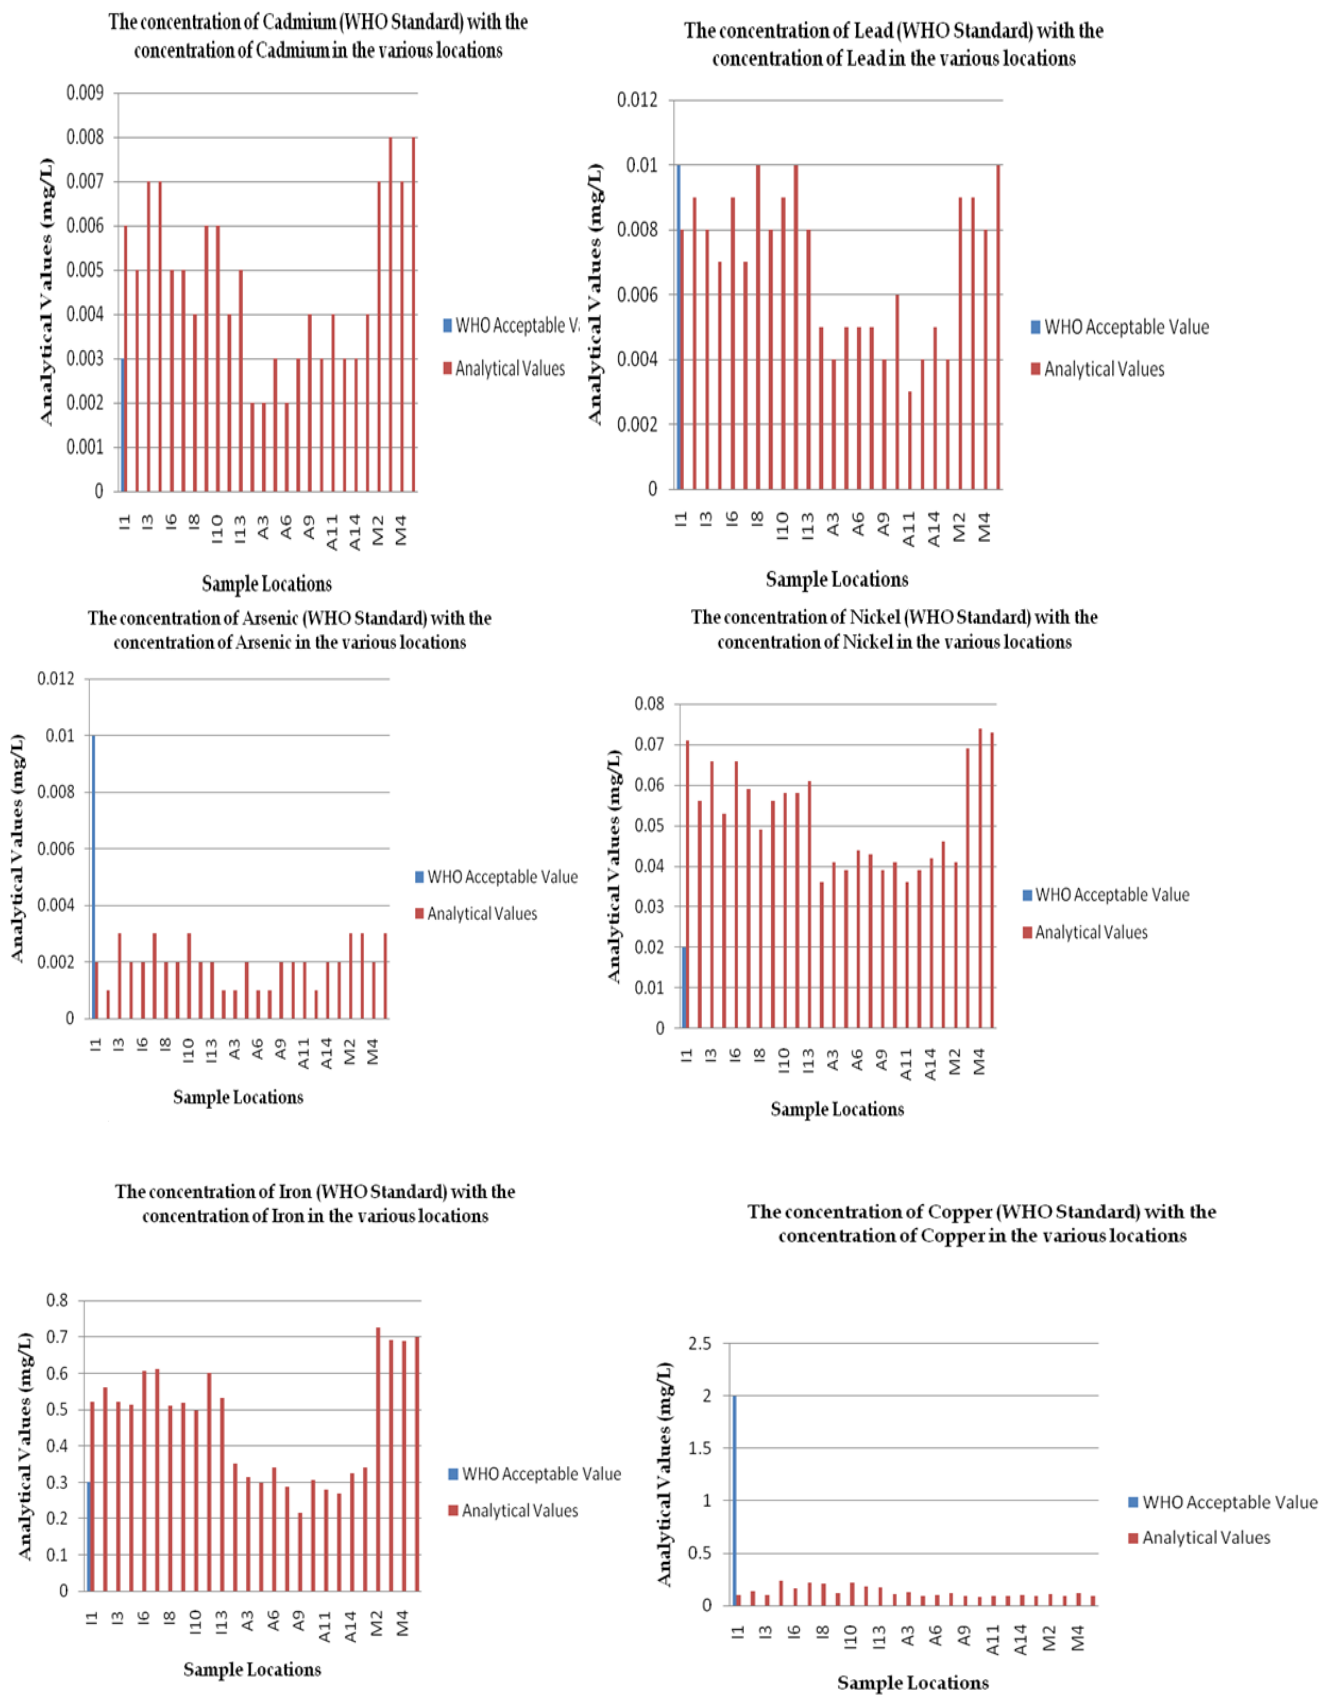 The concentration of Cadmium (WHO Standard) with the
concentration of Cadmium in the various locations
0.009
0.008
0.007
0.006
0.005
0.004
0.003
0.002
0.001
0
Analytical Values (mg/L)
I1 I3 I6 I8 I10 I13 A3 A6 A9 A11 A14 M2 M4
Sample Locations
WHO Acceptable V
Analytical Values
The concentration of Lead (WHO Standard) with the
concentration of Lead in the various locations
0.012
0.01
0.008
0.006
0.004
0.002
0
Analytical Values (mg/L)
I1 I3 I6 I8 I10 I13 A3 A6 A9 A11 A14 M2 M4
Sample Locations
WHO Acceptable Value
Analytical Values
The concentration of Arsenic (WHO Standard) with the
concentration of Arsenic in the various locations
0.012
0.01
0.008
0.006
0.004
0.002
0
Analytical Values (mg/L)
I1 I3 I6 I8 I10 I13 A3 A6 A9 A11 A14 M2 M4
Sample Locations
WHO Acceptable Value
Analytical Values
The concentration of Nickel (WHO Standard) with the
concentration of Nickel in the various locations
0.08
0.07
0.06
0.05
0.04
0.03
0.02
0.01
0
Analytical Values (mg/L)
I1 I3 I6 I8 I10 I13 A3 A6 A9 A11 A14 M2 M4
Sample Locations
WHO Acceptable Value
Analytical Values
The concentration of Iron (WHO Standard) with the
concentration of Iron in the various locations
0.8
0.7
0.6
0.5
0.4
0.3
0.2
0.1
0
Analytical Values (mg/L)
I1 I3 I6 I8 I10 I13 A3 A6 A9 A11 A14 M2 M4
Sample Locations
WHO Acceptable Value
Analytical Values
The concentration of Copper (WHO Standard) with the
concentration of Copper in the various locations
2.5
2
1.5
1
0.5
0
Analytical Values (mg/L)
I1 I3 I6 I8 I10 I13 A3 A6 A9 A11 A14 M2 M4
Sample Locations
WHO Acceptable Value
Analytical Values